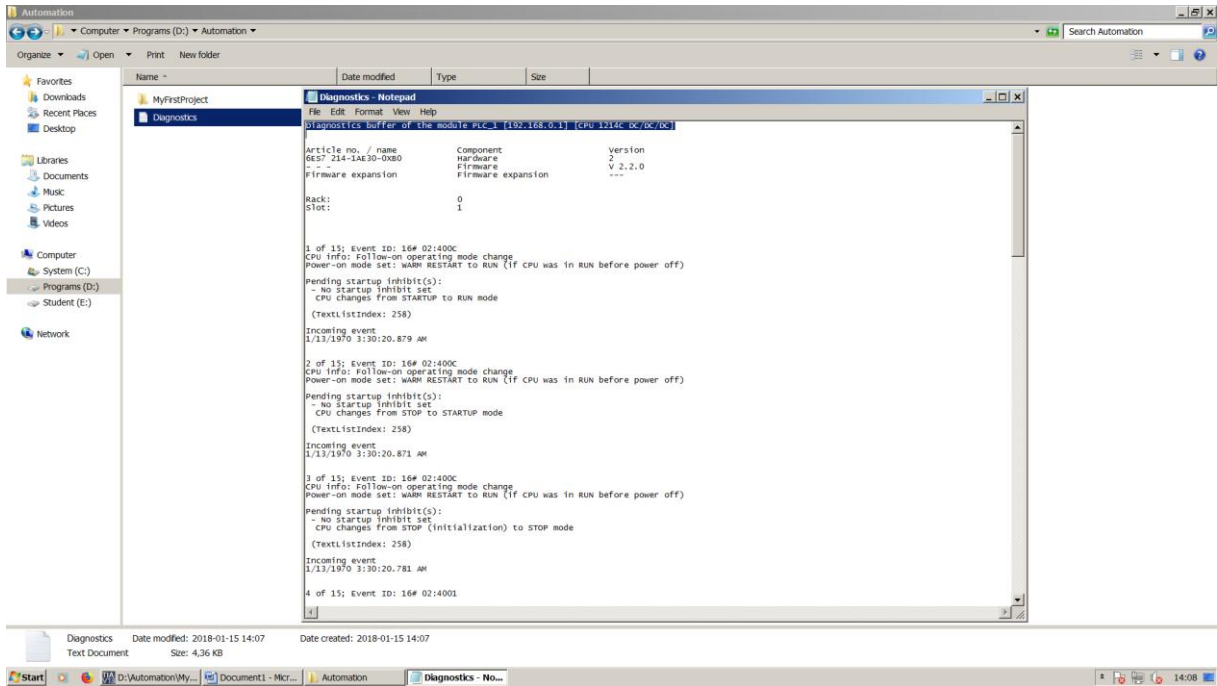 Automation
Computer ▾ Programs (D:) ▾ Automation ▾
Search Automation
Organize ▾ Open ▾ Print New folder
Favorites
Downloads
Recent Places
Desktop
Libraries
Documents
Music
Pictures
Videos
Computer
System (C:)
Programs (D:)
Student (E:)
Network
Name Date modified Type Size
MyFirstProject
Diagnostics
Diagnostics - Notepad
File Edit Format View Help
Diagnostics buffer of the module PLC_1 [192.168.0.1] [CPU 1214C DC/DC/DC]
Article no. / name Component Version
6ES7 214-1AE30-0XB0 Hardware 2
- - - Firmware V 2.2.0
Firmware expansion Firmware expansion ---
Rack: 0
Slot: 1
1 of 15; Event ID: 16# 02:400C
CPU info: Follow-on operating mode change
Power-on mode set: WARM RESTART to RUN (if CPU was in RUN before power off)
Pending startup inhibit(s):
- No startup inhibit set
CPU changes from STARTUP to RUN mode
(TextListIndex: 258)
Incoming event
1/13/1970 3:30:20.879 AM
2 of 15; Event ID: 16# 02:400C
CPU info: Follow-on operating mode change
Power-on mode set: WARM RESTART to RUN (if CPU was in RUN before power off)
Pending startup inhibit(s):
- No startup inhibit set
CPU changes from STOP to STARTUP mode
(TextListIndex: 258)
Incoming event
1/13/1970 3:30:20.871 AM
3 of 15; Event ID: 16# 02:400C
CPU info: Follow-on operating mode change
Power-on mode set: WARM RESTART to RUN (if CPU was in RUN before power off)
Pending startup inhibit(s):
- No startup inhibit set
CPU changes from STOP (initialization) to STOP mode
(TextListIndex: 258)
Incoming event
1/13/1970 3:30:20.781 AM
4 of 15; Event ID: 16# 02:4001
Diagnostics Date modified: 2018-01-15 14:07 Date created: 2018-01-15 14:07
Text Document Size: 4,36 KB
Start D:\Automation\My... Document1 - Micr... Automation Diagnostics - No... 14:08